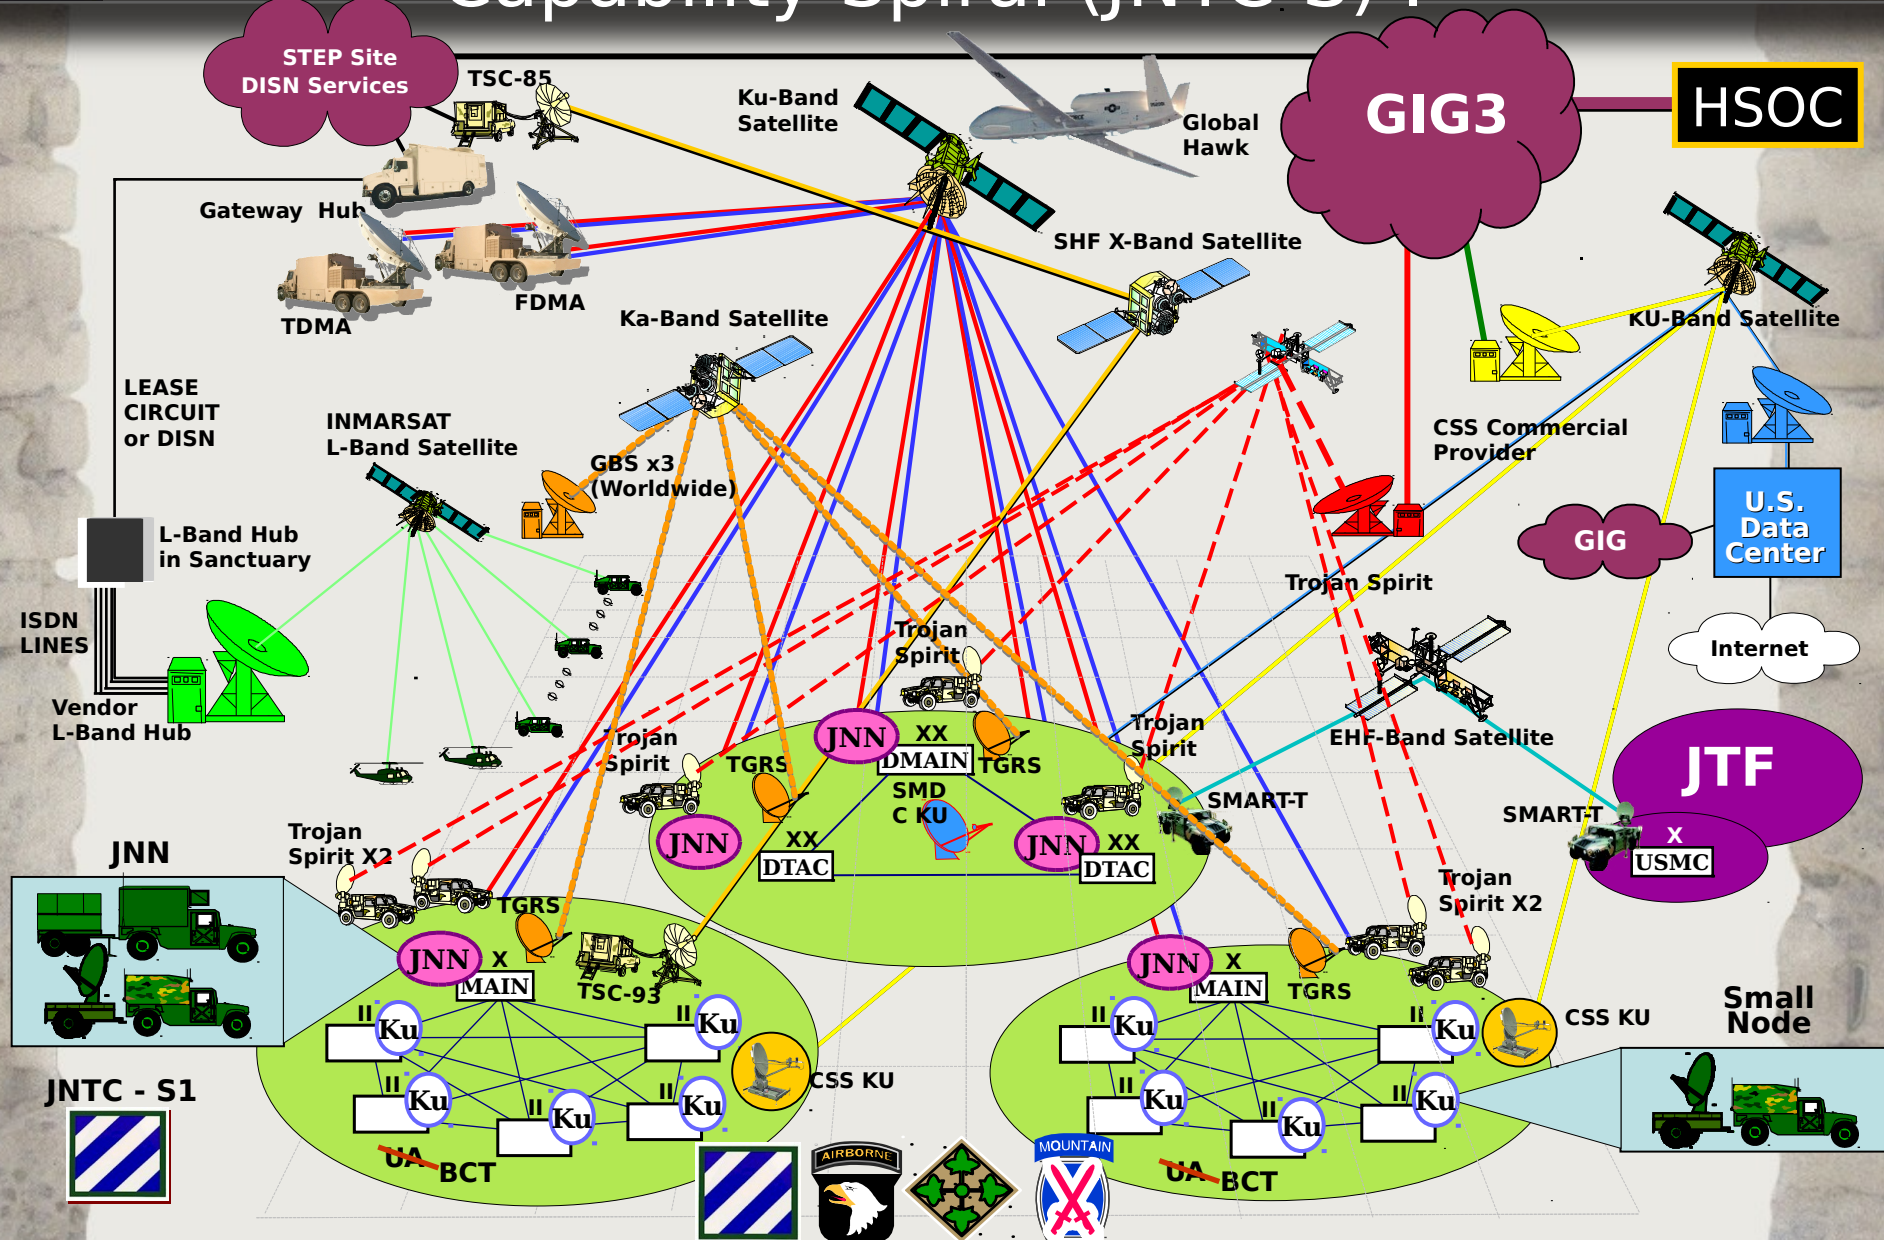 Capability Spiral (JNTC-S) I
STEP Site
DISN Services
TSC-85
Ku-Band
Satellite
Global
Hawk
GIG3
HSOC
Gateway Hub
SHF X-Band Satellite
TDMA
FDMA
Ka-Band Satellite
KU-Band Satellite
LEASE
CIRCUIT
or DISN
INMARSAT
L-Band Satellite
GBS x3
(Worldwide)
CSS Commercial
Provider
U.S.
Data
Center
GIG
L-Band Hub
in Sanctuary
Trojan Spirit
ISDN
LINES
Trojan
Spirit
Internet
Vendor
L-Band Hub
Trojan
Spirit
TGRS
JNN
XX
DMAIN
TGRS
Trojan
Spirit
EHF-Band Satellite
JTF
SMD
C KU
SMART-T
SMART-T
X
USMC
JNN
Trojan
Spirit X2
JNN
XX
DTAC
JNN
XX
DTAC
Trojan
Spirit X2
TGRS
JNN
X
MAIN
TSC-93
JNN
X
MAIN
TGRS
Small
Node
II
Ku
II
Ku
II
Ku
II
Ku
II
Ku
CSS KU
II
Ku
II
Ku
II
Ku
II
Ku
II
Ku
CSS KU
JNTC - S1
UA BCT
UA BCT
AIRBORNE
MOUNTAIN